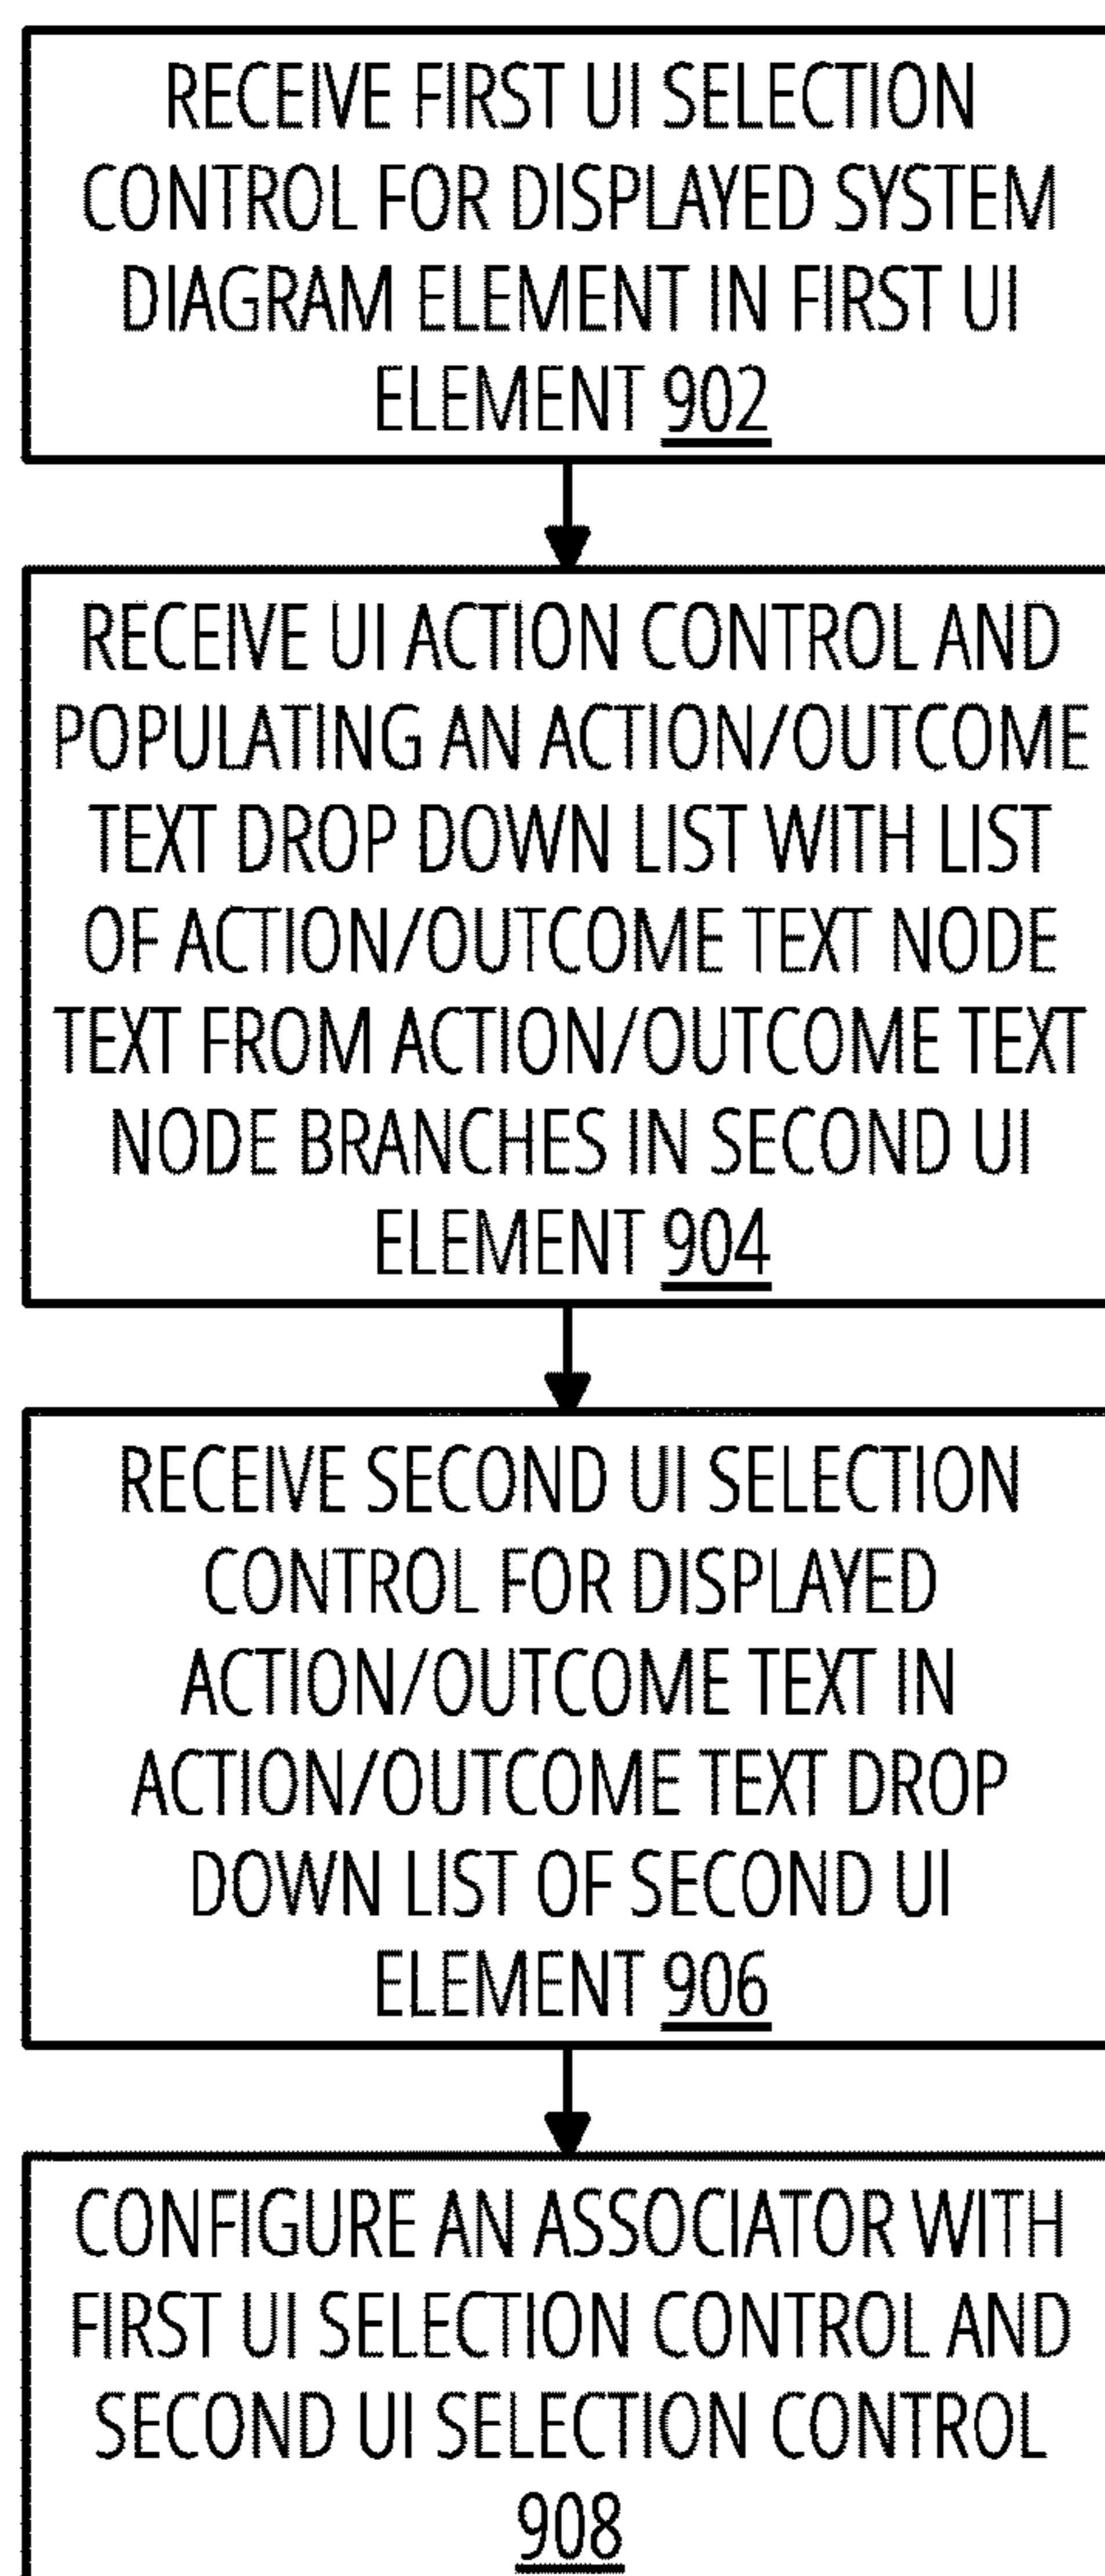 RECEIVE FIRST UI SELECTION
CONTROL FOR DISPLAYED SYSTEM
DIAGRAM ELEMENT IN FIRST UI
ELEMENT 902
RECEIVE UI ACTION CONTROL AND
POPULATING AN ACTION/OUTCOME
TEXT DROP DOWN LIST WITH LIST
OF ACTION/OUTCOME TEXT NODE
TEXT FROM ACTION/OUTCOME TEXT
NODE BRANCHES IN SECOND UI
ELEMENT 904
RECEIVE SECOND UI SELECTION
CONTROL FOR DISPLAYED
ACTION/OUTCOME TEXT IN
ACTION/OUTCOME TEXT DROP
DOWN LIST OF SECOND UI
ELEMENT 906
CONFIGURE AN ASSOCIATOR WITH
FIRST UI SELECTION CONTROL AND
SECOND UI SELECTION CONTROL
908